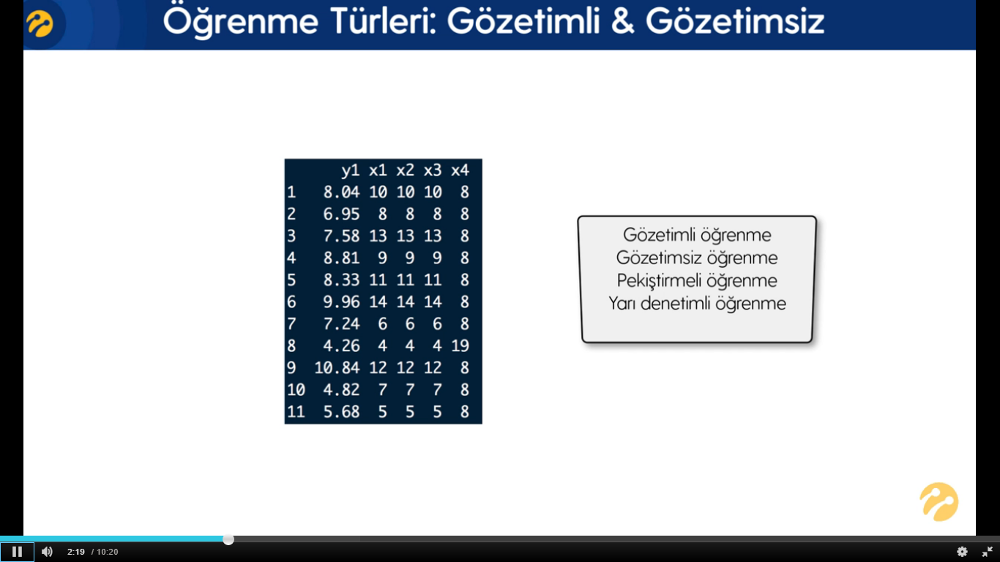 Öğrenme Türleri: Gözetimli & Gözetimsiz
y1 x1 x2 x3 x4
1 8.04 10 10 10 8
2 6.95 8 8 8 8
3 7.58 13 13 13 8
4 8.81 9 9 9 8
5 8.33 11 11 11 8
6 9.96 14 14 14 8
7 7.24 6 6 6 8
8 4.26 4 4 4 19
9 10.84 12 12 12 8
10 4.82 7 7 7 8
11 5.68 5 5 5 8
Gözetimli öğrenme
Gözetimsiz öğrenme
Pekiştirmeli öğrenme
Yarı denetimli öğrenme
2:19 / 10:20